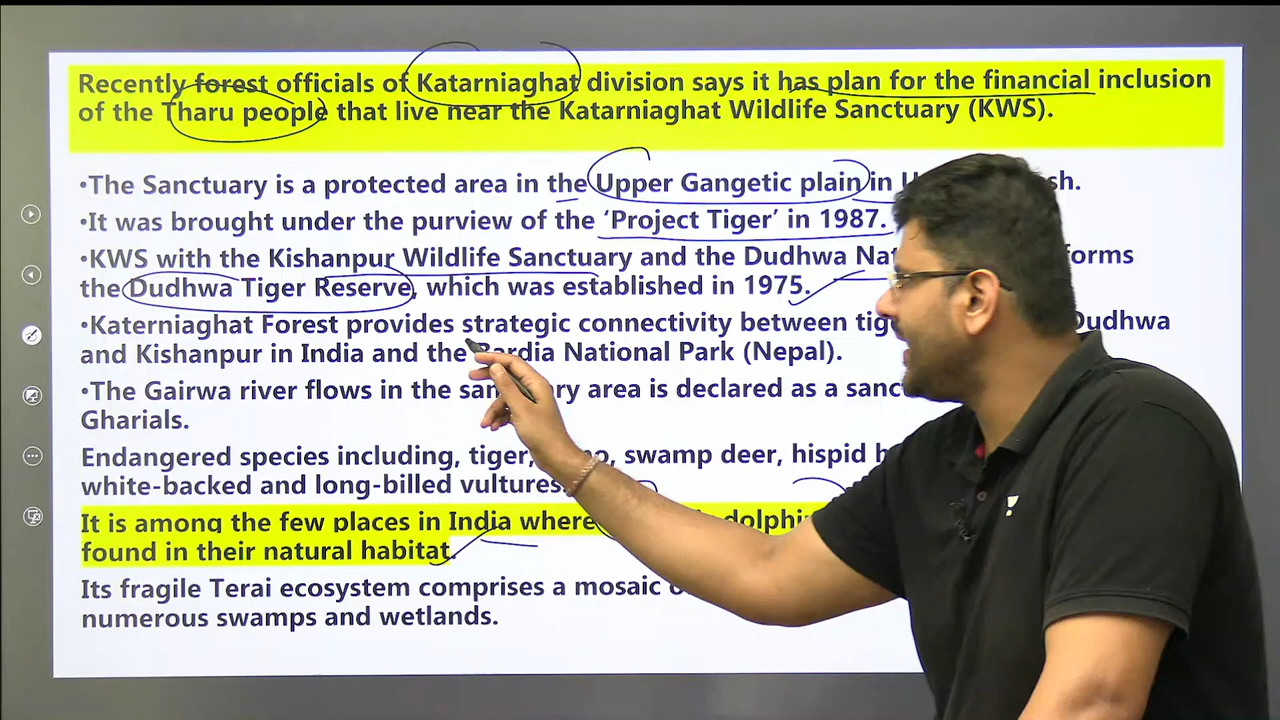 Recently forest officials of Katarniaghat division says it has plan for the financial inclusion
of the Tharu people that live near the Katarniaghat Wildlife Sanctuary (KWS).
•The Sanctuary is a protected area in the Upper Gangetic plain in
•It was brought under the purview of the ‘Project Tiger’ in 1987.
•KWS with the Kishanpur Wildlife Sanctuary and the Dudhwa forms
the Dudhwa Tiger Reserve, which was established in 1975.
•Katerniaghat Forest provides strategic connectivity between Dudhwa
and Kishanpur in India and the Bardia National Park (Nepal).
•The Gairwa river flows in the area is declared as a
Gharials.
Endangered species including, tiger, swamp deer, hispid
white-backed and long-billed vultures.
It is among the few places in India where
found in their natural habitat.
Its fragile Terai ecosystem comprises a mosaic
numerous swamps and wetlands.